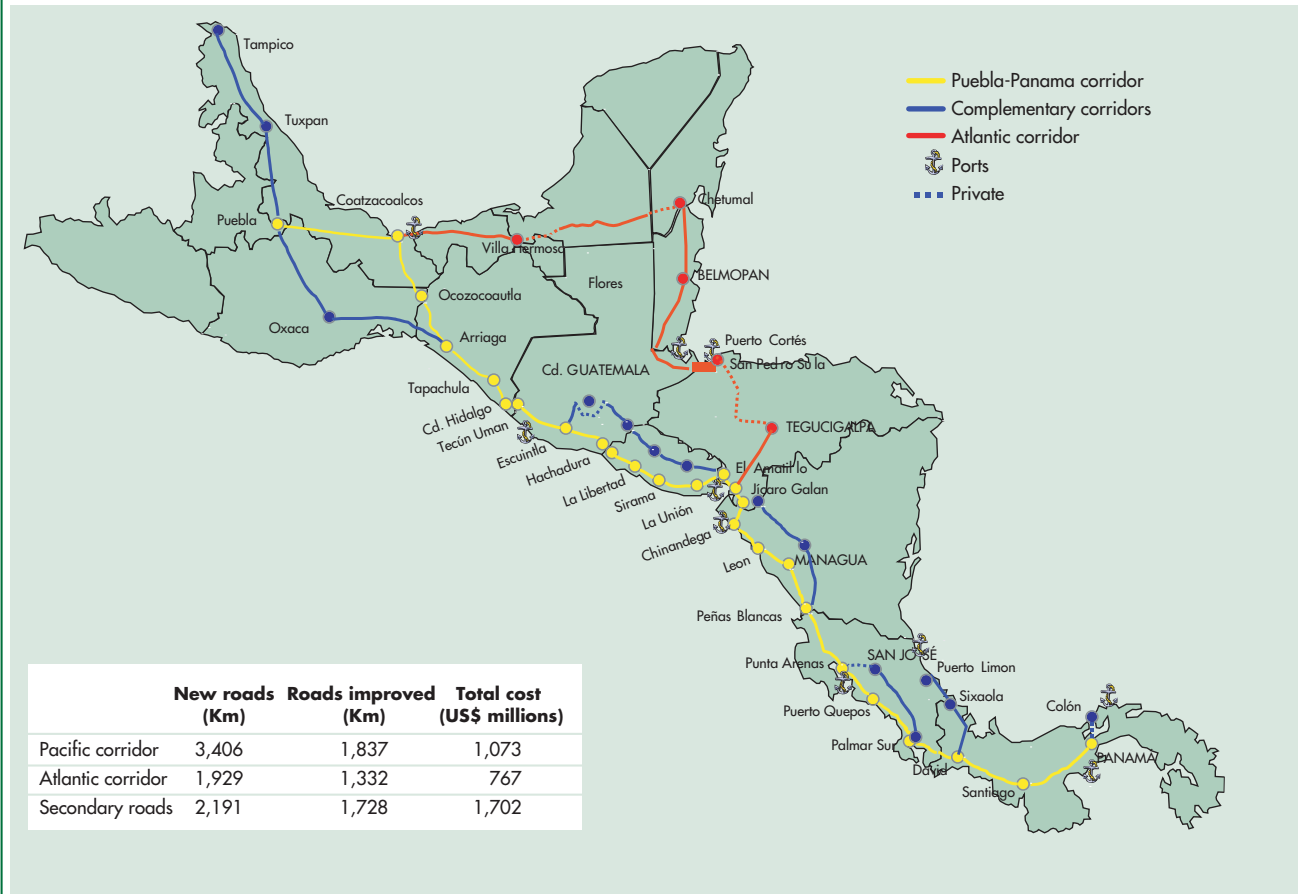 Tampico
Tuxpan
Puebla
Coatzacoalcos
Villa Hermosa
Chetumal
BELMOPAN
Flores
Ocozocoautla
Oxaca
Arriaga
Tapachula
Cd. Hidalgo
Tecún Uman
Cd. GUATEMALA
Puerto Cortés
San Pedro Sula
TEGUCIGALPA
Escuintla
Hachadura
La Libertad
Sirama
La Unión
El Amatillo
Jícaro Galan
Chinandega
Leon
MANAGUA
Peñas Blancas
Punta Arenas
SAN JOSÉ
Puerto Limon
Sixaola
Puerto Quepos
Palmar Sur
David
Santiago
Colón
PANAMA
Puebla-Panama corridor
Complementary corridors
Atlantic corridor
Ports
Private
New roads Roads improved Total cost
(Km) (Km) (US$ millions)
Pacific corridor 3,406 1,837 1,073
Atlantic corridor 1,929 1,332 767
Secondary roads 2,191 1,728 1,702